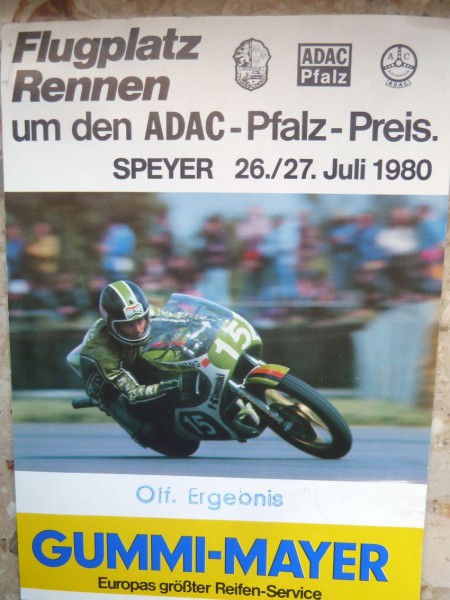 Flugplatz
Rennen
ADAC
Pfalz
A C
ADAC
um den ADAC-Pfalz-Preis.
SPEYER 26./27. Juli 1980
15
15
Off. Ergebnis
GUMMI-MAYER
Europas größter Reifen-Service